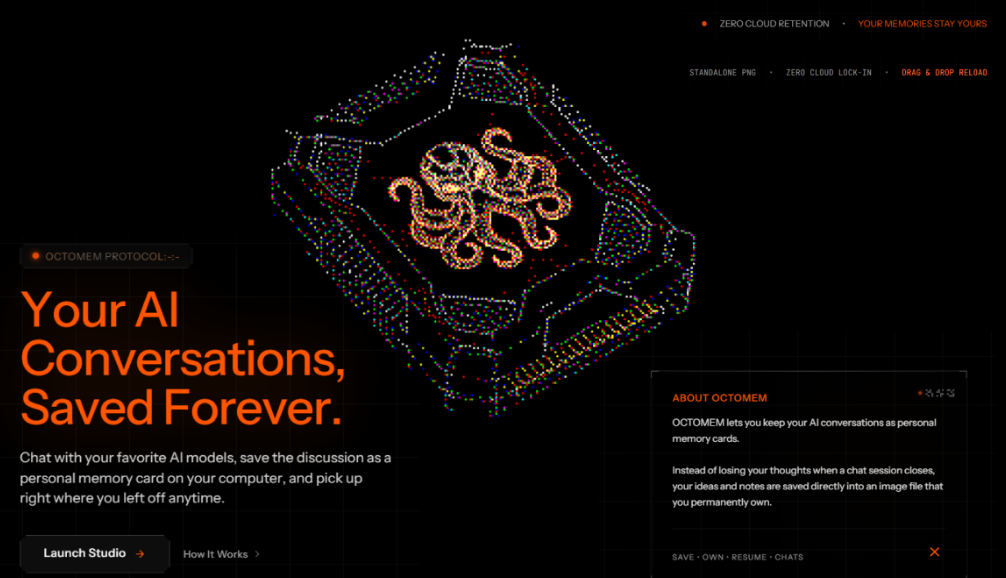 ZERO CLOUD RETENTION · YOUR MEMORIES STAY YOURS
STANDALONE PNG · ZERO CLOUD LOCK-IN · DRAG & DROP RELOAD
OCTOMEM PROTOCOL:-:-
Your AI
Conversations,
Saved Forever.
Chat with your favorite AI models, save the discussion as a
personal memory card on your computer, and pick up
right where you left off anytime.
Launch Studio →
How It Works >
ABOUT OCTOMEM
OCTOMEM lets you keep your AI conversations as personal
memory cards.
Instead of losing your thoughts when a chat session closes,
your ideas and notes are saved directly into an image file that
you permanently own.
SAVE · OWN · RESUME · CHATS